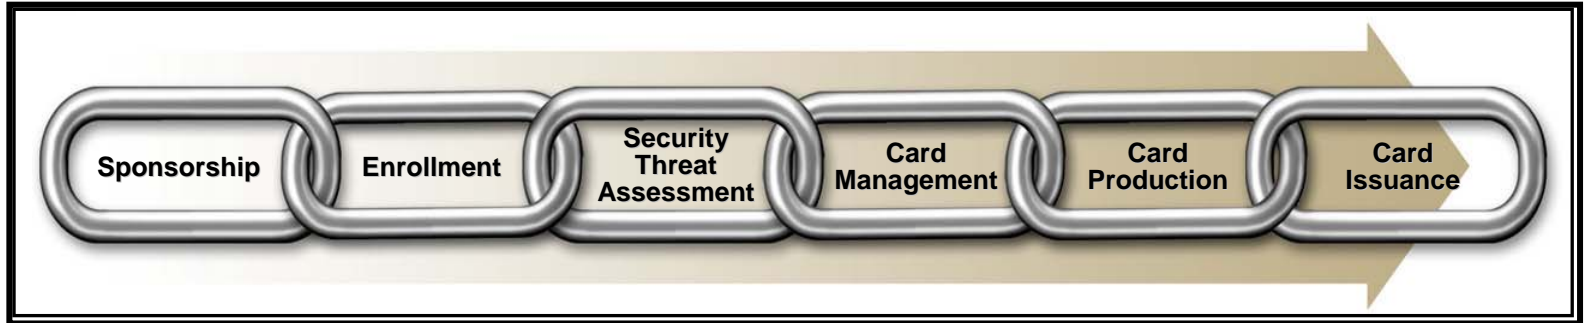 Sponsorship
Enrollment
Security
Threat
Assessment
Card
Management
Card
Production
Card
Issuance